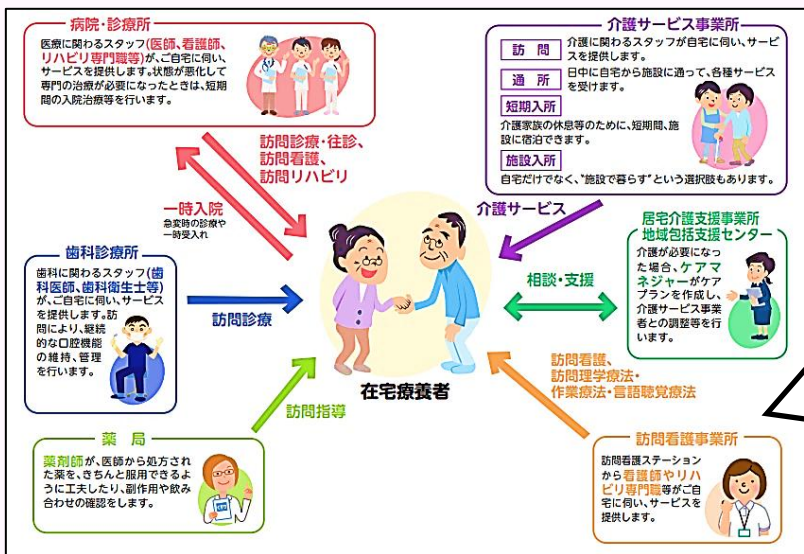 病院・診療所
医療に関わるスタッフ(医師、看護師、
リハビリ専門職等)が、ご自宅に伺い、
サービスを提供します。状態が悪化して
専門の治療が必要になったときは、短期
間の入院治療等を行います。
訪問診療・往診、
訪問看護、
訪問リハビリ
一時入院
急変時の診療や
一時受入れ
介護サービス事業所
訪問
介護に関わるスタッフが自宅に伺い、サービ
スを提供します。
通所
日中に自宅から施設に通って、各種サービス
を受けます。
短期入所
介護家族の休息等のために、短期間、施
設に宿泊できます。
施設入所
自宅だけでなく、“施設で暮らす”という選択肢もあります。
介護サービス
歯科診療所
歯科に関わるスタッフ(歯
科医師、歯科衛生士等)
が、ご自宅に伺い、サービス
を提供します。訪
問により、継続
的な口腔機能
の維持、管理
を行います。
訪問診療
在宅療養者
居宅介護支援事業所
地域包括支援センター
介護が必要になっ
た場合、ケアマ
ネジャーがケア
プランを作成し、
介護サービス事業
者との調整等を行
います。
相談・支援
薬局
薬剤師が、医師から処方され
た薬を、きちんと服用できるよ
うに工夫したり、副作用や飲み
合わせの確認をします。
訪問指導
訪問看護、
訪問理学療法・
作業療法・言語聴覚療法
訪問看護事業所
訪問看護ステーション
から看護師やリハ
ビリ専門職等がご自
宅に伺い、サービスを
提供します。